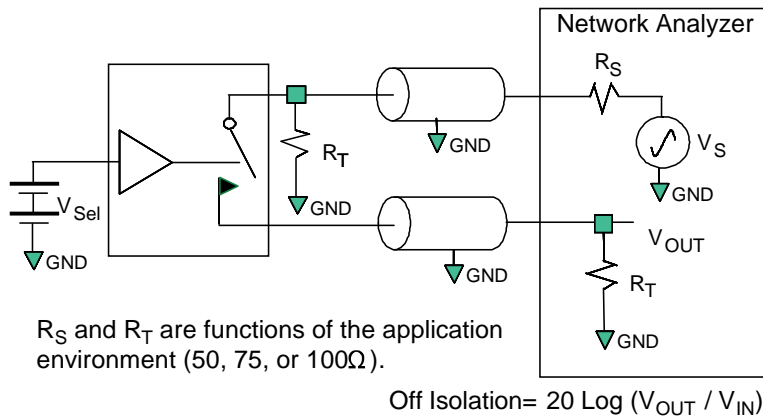 Network Analyzer
R_S
V_S
GND
GND
R_T
GND
V_Sel
GND
GND
V_OUT
R_T
GND
R_S and R_T are functions of the application
environment (50, 75, or 100Ω).
Off Isolation= 20 Log (V_OUT / V_IN)